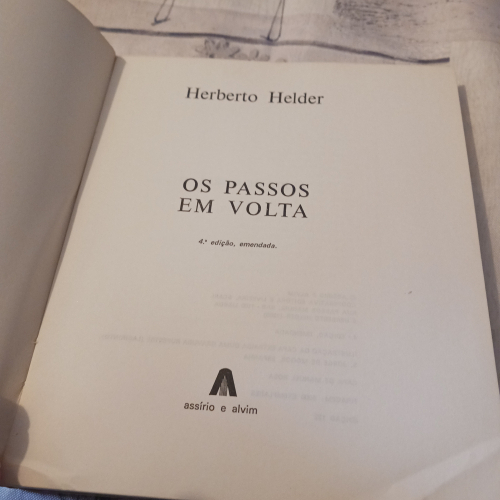 Herberto Helder
OS PASSOS
EM VOLTA
4.ª edição, emendada.
assírio e alvim